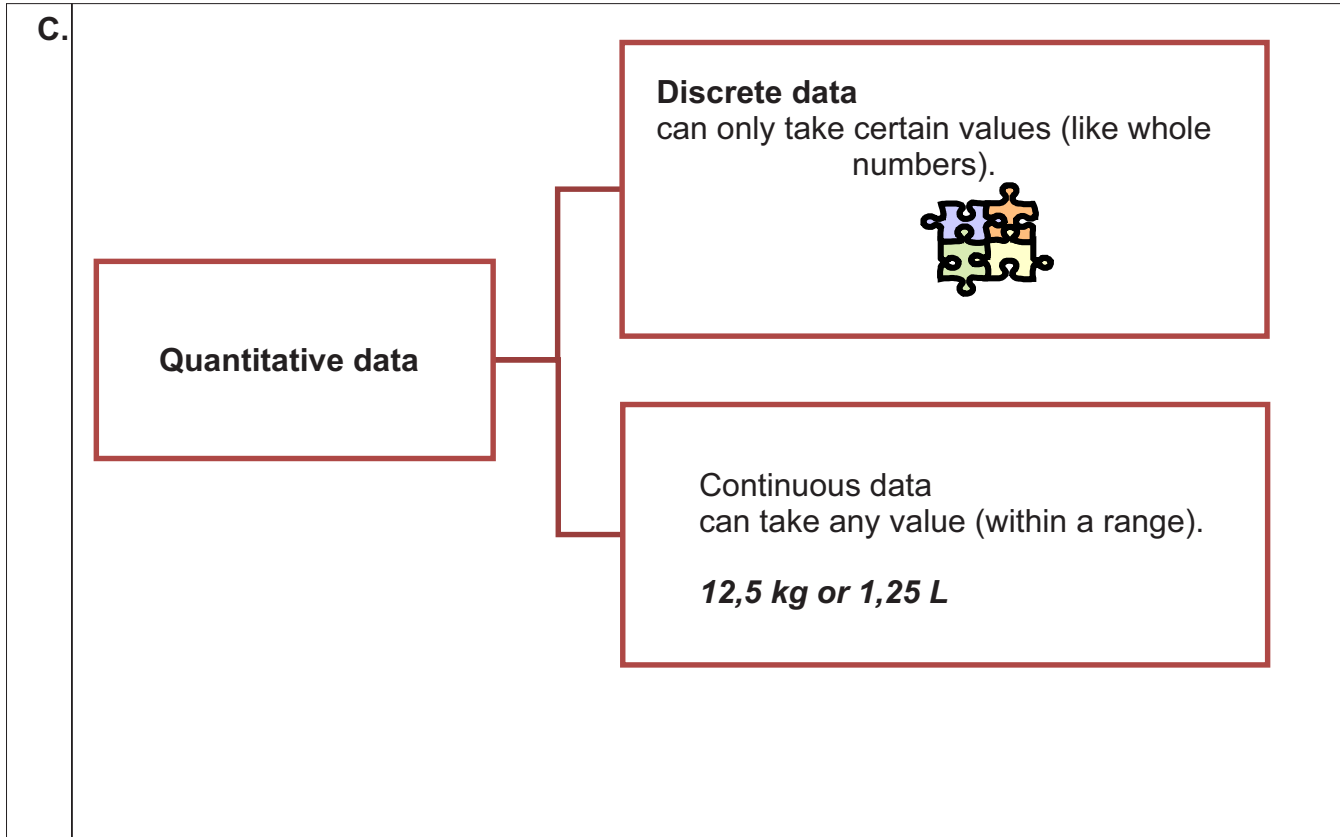 C.
Discrete data
can only take certain values (like whole
numbers).
Quantitative data
Continuous data
can take any value (within a range).
12,5 kg or 1,25 L